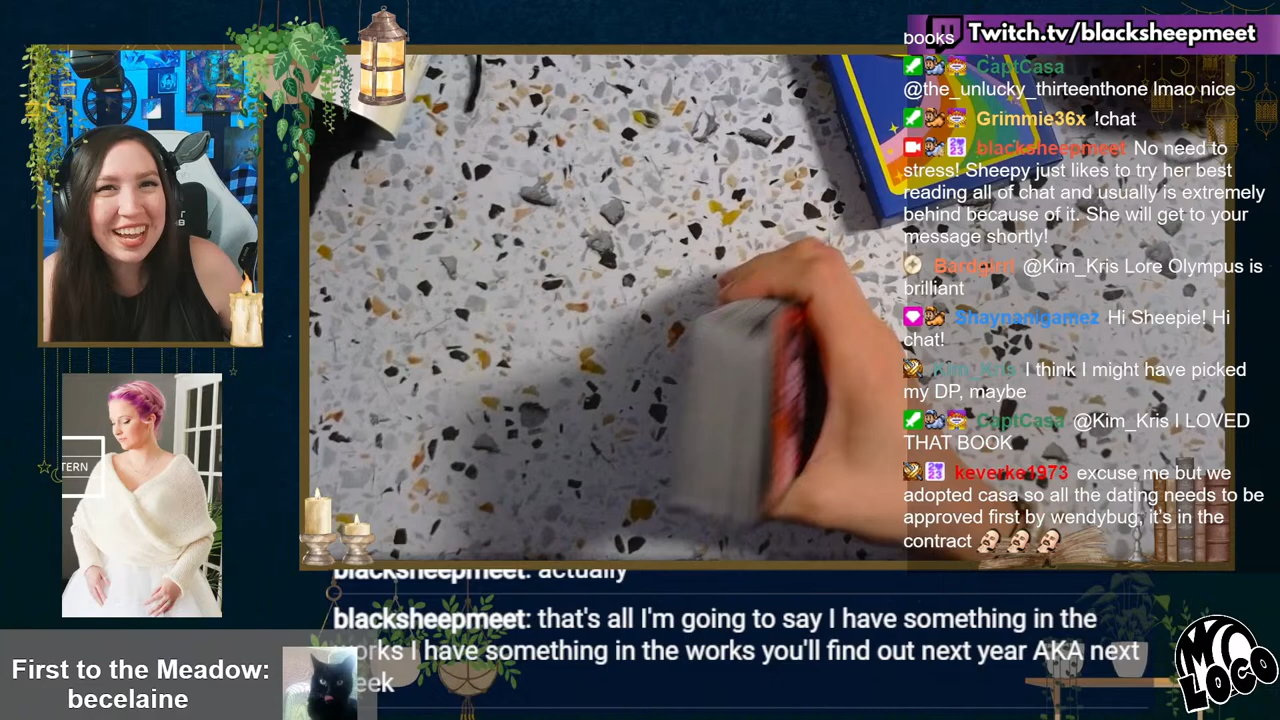 Twitch.tv/blacksheepmeet
books
CaptCasa
@the_unlucky_thirteenthone lmao nice
Grimmie36x !chat
blacksheepmeet No need to
stress! Sheepy just likes to try her best
reading all of chat and usually is extremely
behind because of it. She will get to your
message shortly!
Bardgirrl @Kim_Kris Lore Olympus is
brilliant
Shaynanigamez Hi Sheepie! Hi
chat!
Kim_Kris I think I might have picked
my DP, maybe
CaptCasa @Kim_Kris I LOVED
THAT BOOK
keverke1973 excuse me but we
adopted casa so all the dating needs to be
approved first by wendybug, it's in the
contract
TERN
blacksheepmeet: actually
blacksheepmeet: that's all I'm going to say I have something in the
works I have something in the works you'll find out next year AKA next
eek
First to the Meadow:
becelaine
MC
LOCO